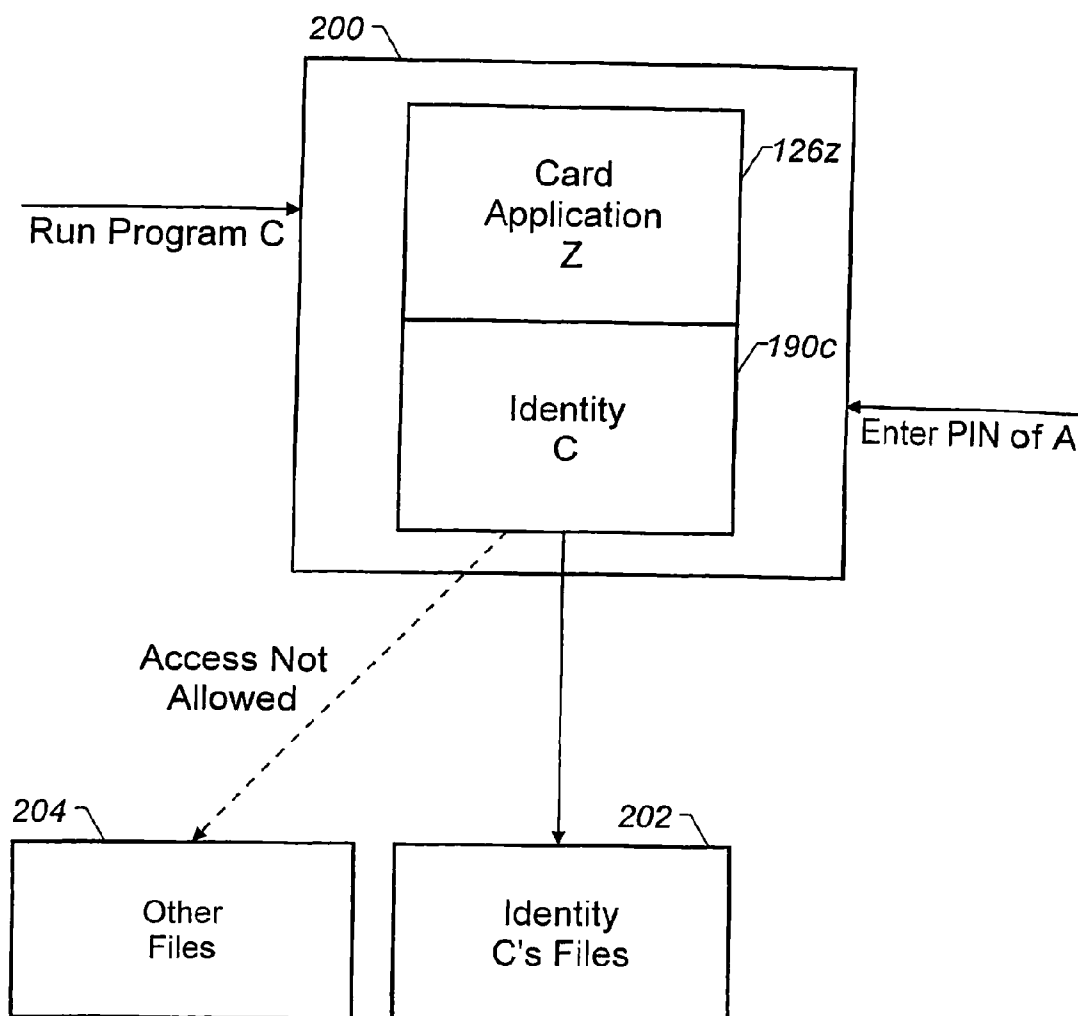 200
Card
Application
Z
126z
Run Program C
190c
Identity
C
Enter PIN of A
Access Not
Allowed
204
202
Other
Files
Identity
C's Files